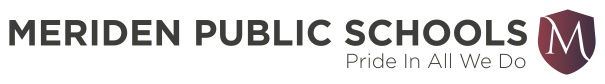 MERIDEN PUBLIC SCHOOLS
Pride In All We Do
M